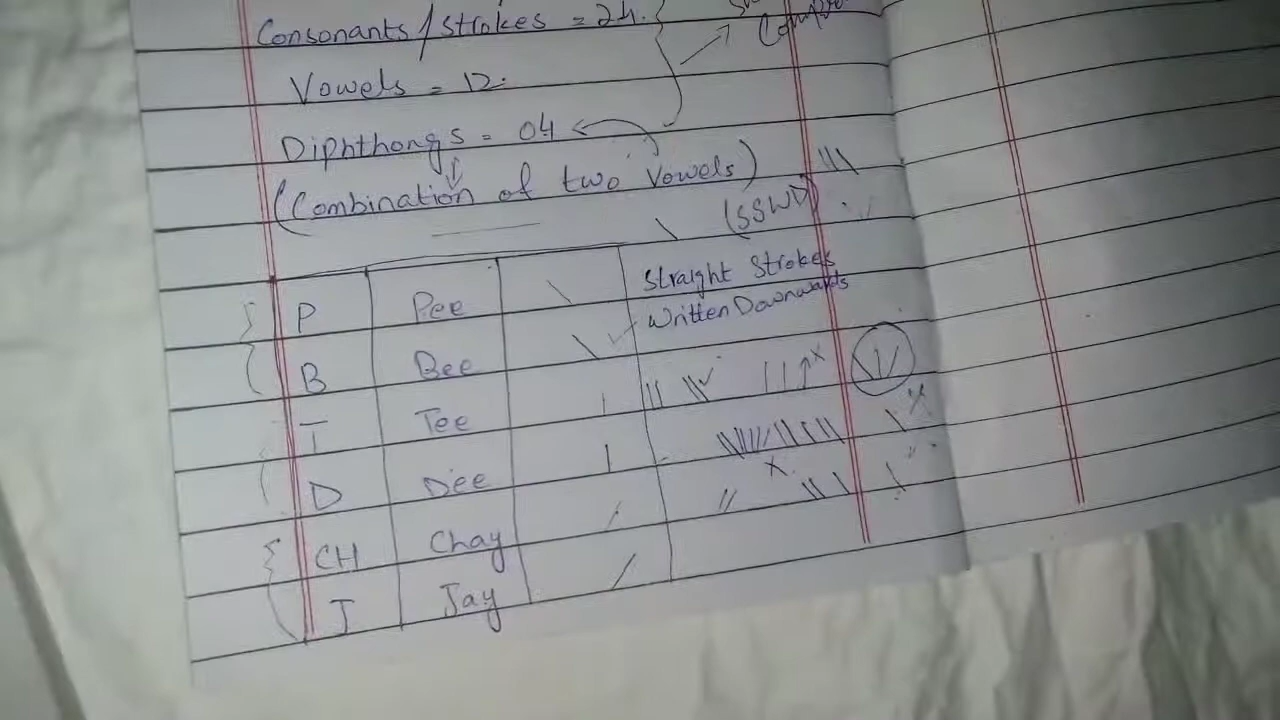 Consonants/strokes = 24.
Vowels = 12.
Diphthongs = 04
(Combination of two Vowels)
(SSWD)
P Pee Straight Strokes
Written Downwards
B Bee
T Tee
D Dee
CH Chay
J Jay